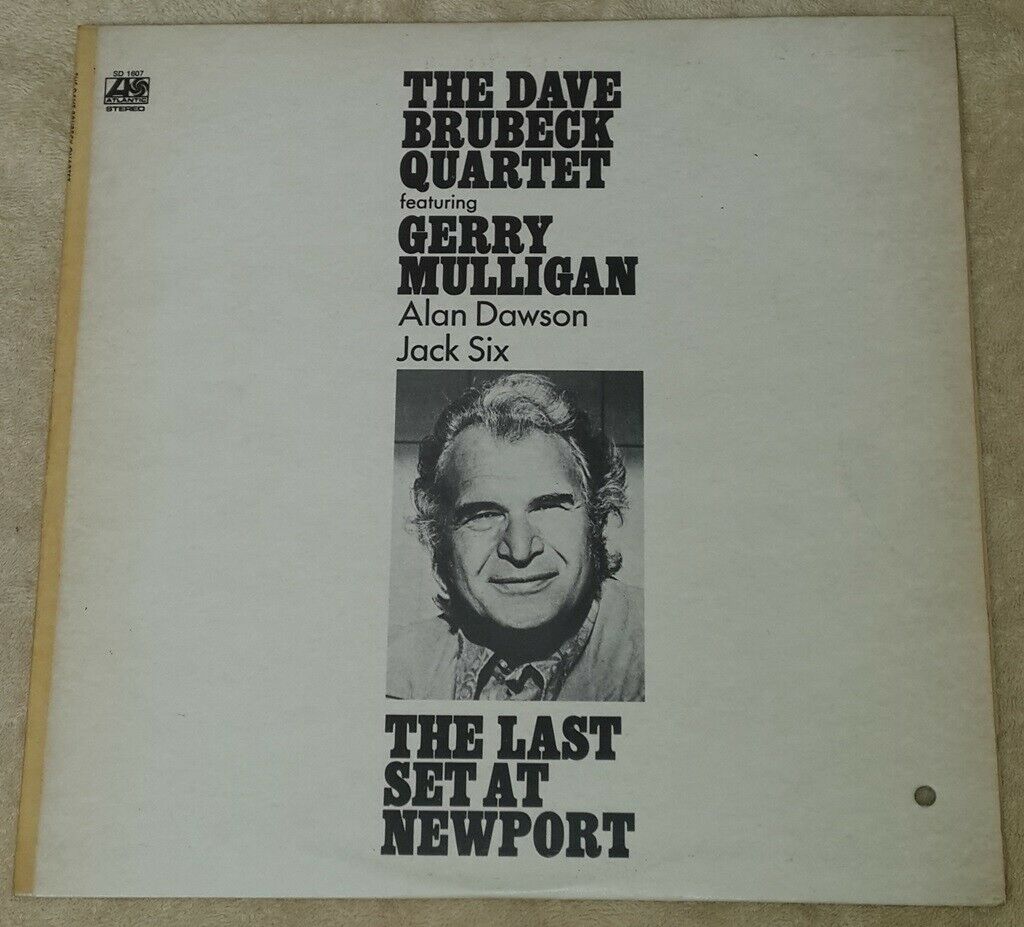 SD 1607
ATLANTIC
STEREO
THE DAVE
BRUBECK
QUARTET
featuring
GERRY
MULLIGAN
Alan Dawson
Jack Six
THE LAST
SET AT
NEWPORT